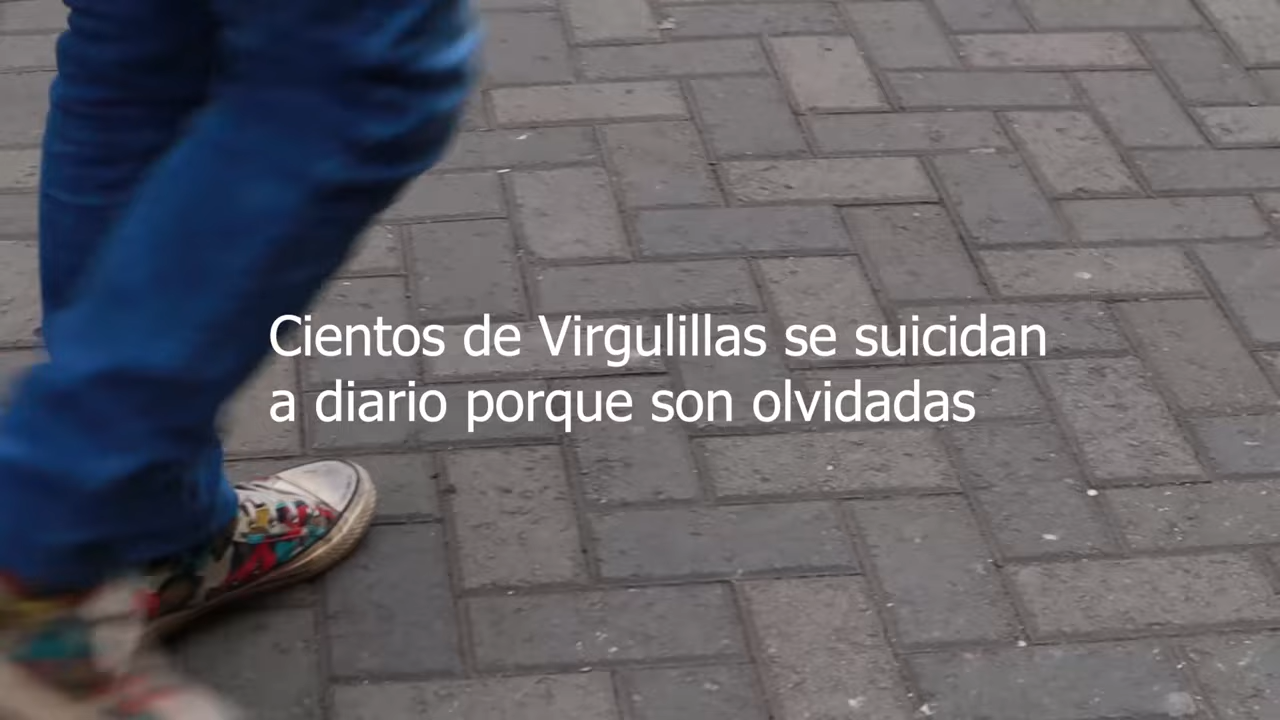 Cientos de Virgulillas se suicidan
a diario porque son olvidadas